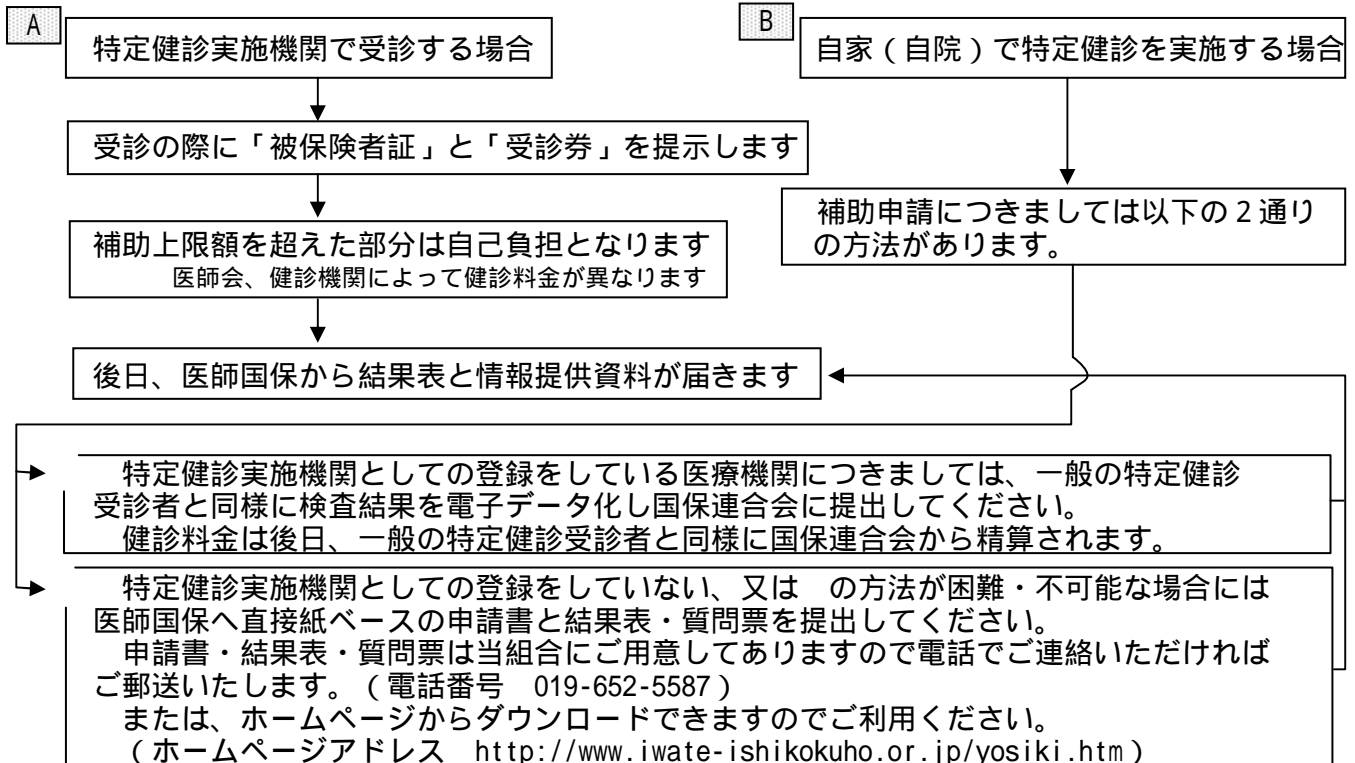 A
特定健診実施機関で受診する場合
受診の際に「被保険者証」と「受診券」を提示します
補助上限額を超えた部分は自己負担となります
医師会、健診機関によって健診料金が異なります
後日、医師国保から結果表と情報提供資料が届きます
B
自家(自院)で特定健診を実施する場合
補助申請につきましては以下の2通り
の方法があります。
特定健診実施機関としての登録をしている医療機関につきましては、一般の特定健診
受診者と同様に検査結果を電子データ化し国保連合会に提出してください。
健診料金は後日、一般の特定健診受診者と同様に国保連合会から精算されます。
特定健診実施機関としての登録をしていない、又は の方法が困難・不可能な場合には
医師国保へ直接紙ベースの申請書と結果表・質問票を提出してください。
申請書・結果表・質問票は当組合にご用意してありますので電話でご連絡いただければ
ご郵送いたします。(電話番号 019-652-5587)
または、ホームページからダウンロードできますのでご利用ください。
(ホームページアドレス http://www.iwate-ishikokuho.or.jp/yosiki.htm)